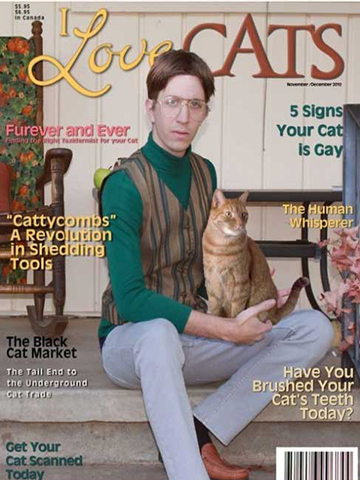 $5.95
$6.95
in Canada
I Love CATS
November / December 2010
5 Signs
Your Cat
is Gay
Furever and Ever
Finding the Right Taxidermist for your Cat
The Human
Whisperer
"Cattycombs"
A Revolution
in Shedding
Tools
The Black
Cat Market
The Tail End to
the Underground
Cat Trade
Have You
Brushed Your
Cat's Teeth
Today?
Get Your
Cat Scanned
Today